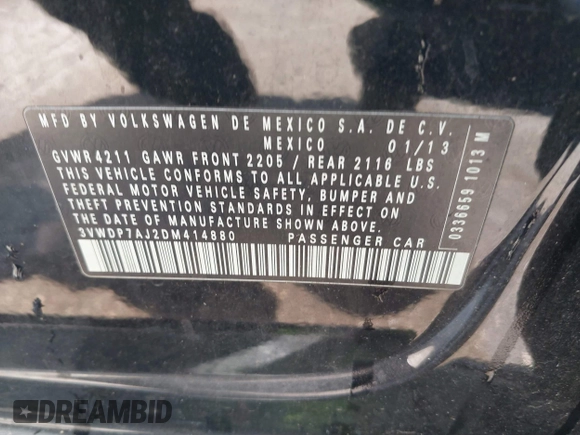 MFD BY VOLKSWAGEN DE MEXICO S.A. DE C.V.
MEXICO 01/13
GVWR 4211 GAWR FRONT 2205 / REAR 2116 LBS
THIS VEHICLE CONFORMS TO ALL APPLICABLE U.S.
FEDERAL MOTOR VEHICLE SAFETY, BUMPER AND
THEFT PREVENTION STANDARDS IN EFFECT ON
THE DATE OF MANUFACTURE SHOWN ABOVE.
3VWDP7AJ2DM414880 PASSENGER CAR
0336659 1013 M
DREAMBID